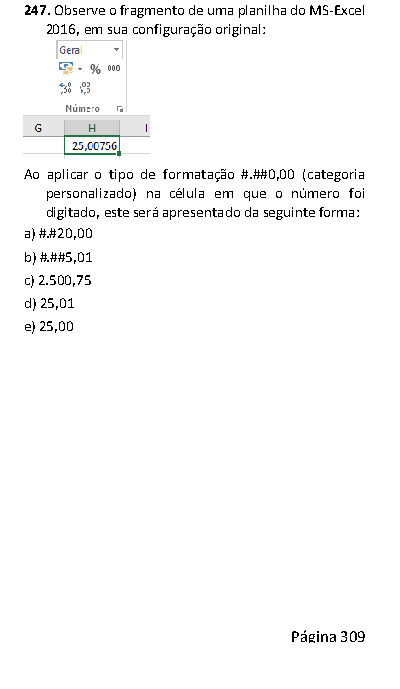 247. Observe o fragmento de uma planilha do MS-Excel
2016, em sua configuração original:
Geral
% 000
Número
G H I
25,00756
Ao aplicar o tipo de formatação #.##0,00 (categoria
personalizado) na célula em que o número foi
digitado, este será apresentado da seguinte forma:
a) #.#20,00
b) #.##5,01
c) 2.500,75
d) 25,01
e) 25,00
Página 309